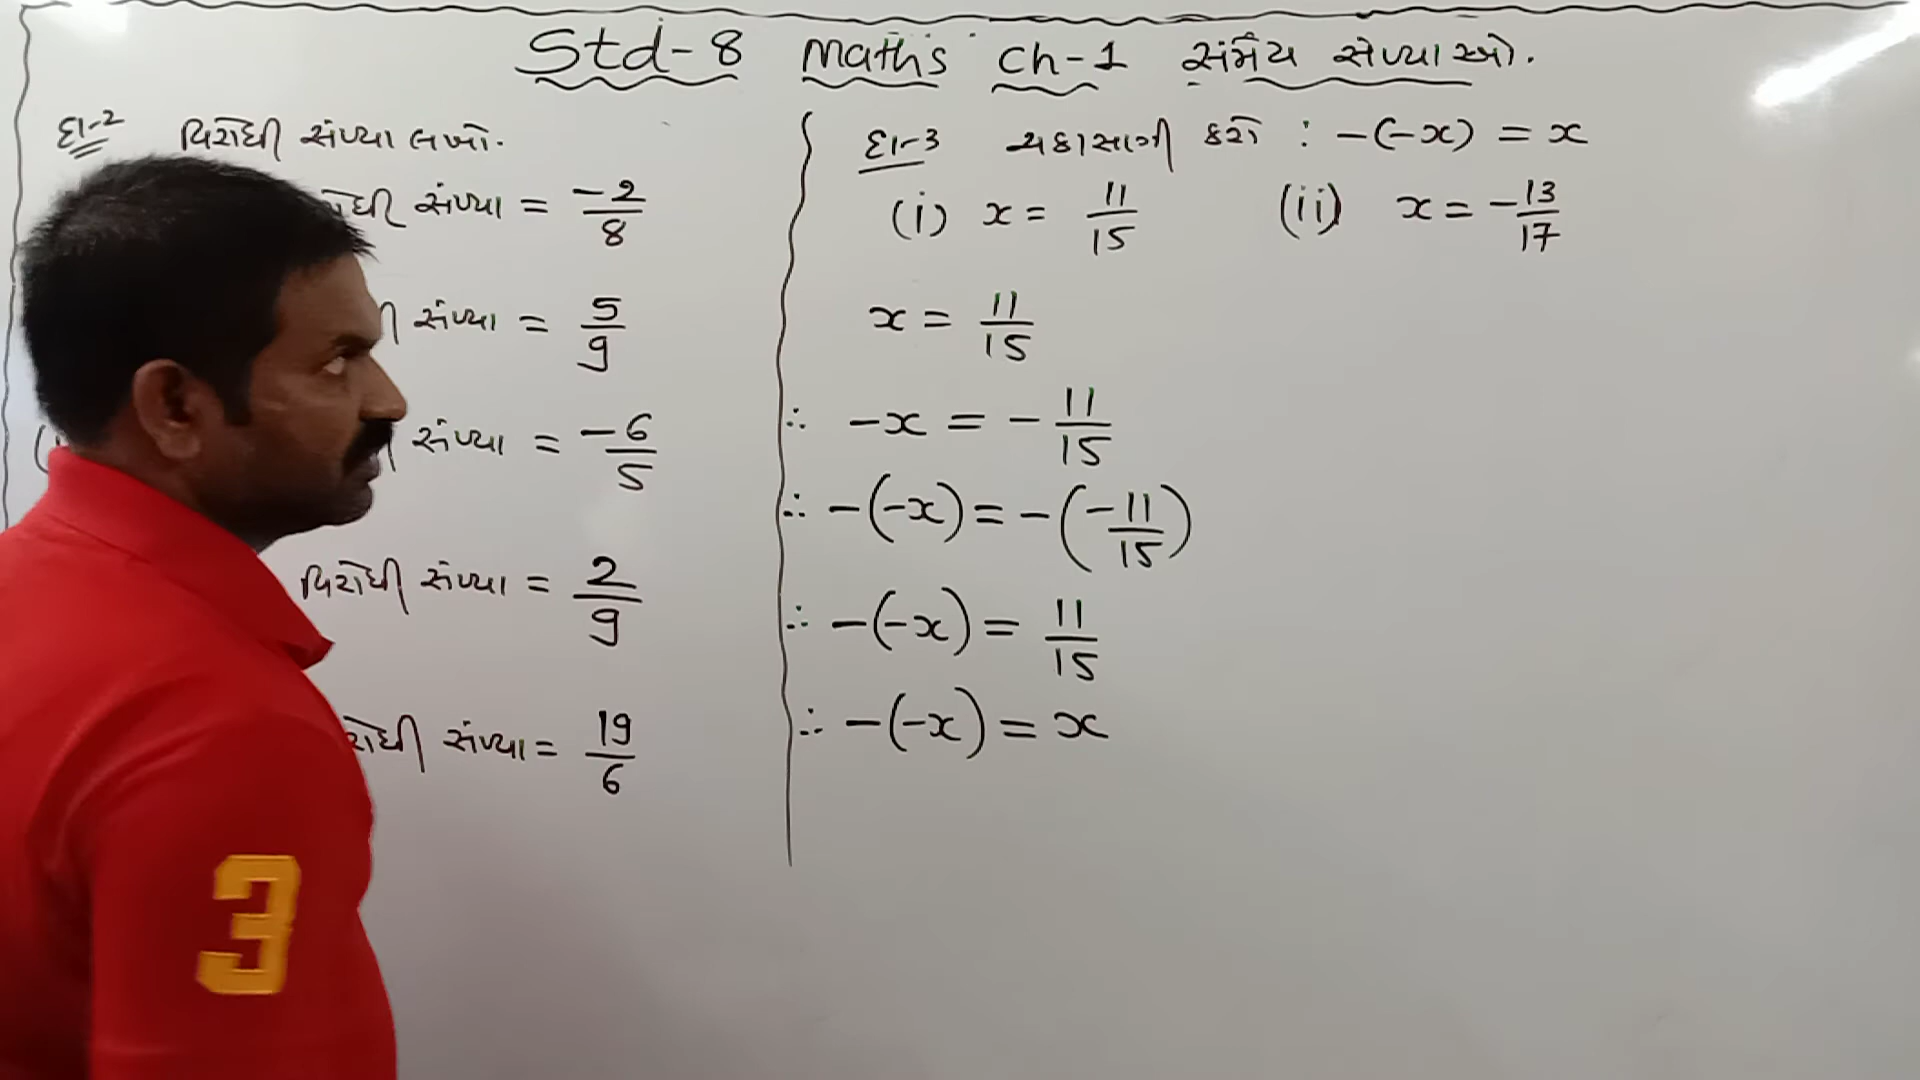 Std-8 Maths Ch-1 સંમેય સંખ્યાઓ.
દા-2 વિરોધી સંખ્યા લખો.
સંખ્યા = -2/8
સંખ્યા = 5/9
સંખ્યા = -6/5
વિરોધી સંખ્યા = 2/9
સંખ્યા = 19/6
દા-3 ચકાસણી કરો : -(-x) = x
(i) x = 11/15 (ii) x = -13/17
x = 11/15
∴ -x = -11/15
∴ -(-x) = -(-11/15)
∴ -(-x) = 11/15
∴ -(-x) = x
3